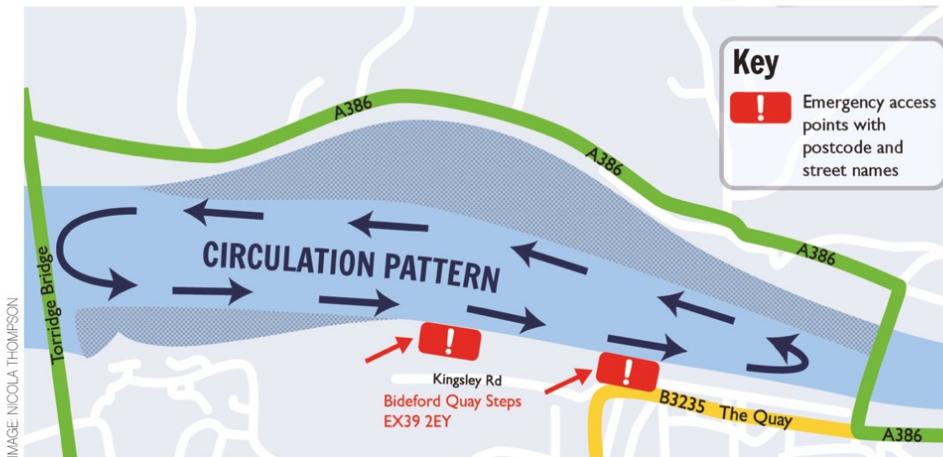 A386
Key
Emergency access
points with
postcode and
street names
A386
A386
CIRCULATION PATTERN
Torridge Bridge
Kingsley Rd
Bideford Quay Steps
EX39 2EY
B3235 The Quay
A386
IMAGE: NICOLA THOMPSON